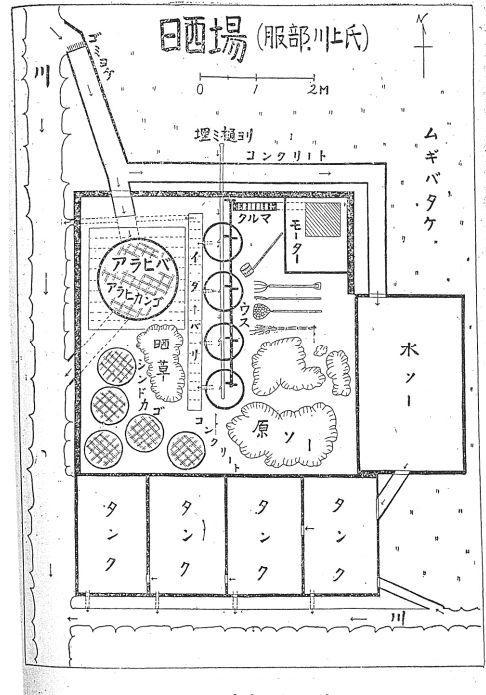 晒場(服部.川上氏)
N
0 1 2M
ゴミヨケ
川
埋ミ樋ヨリ
コンクリート
ムギバタケ
タルマ
モーター
アラヒバ
アラヒカンゴ
イターバリ
ウス
晒草
シンドカゴ
コンクリート
原ソー
水ソー
タンク
タンク
タンク
タンク
川